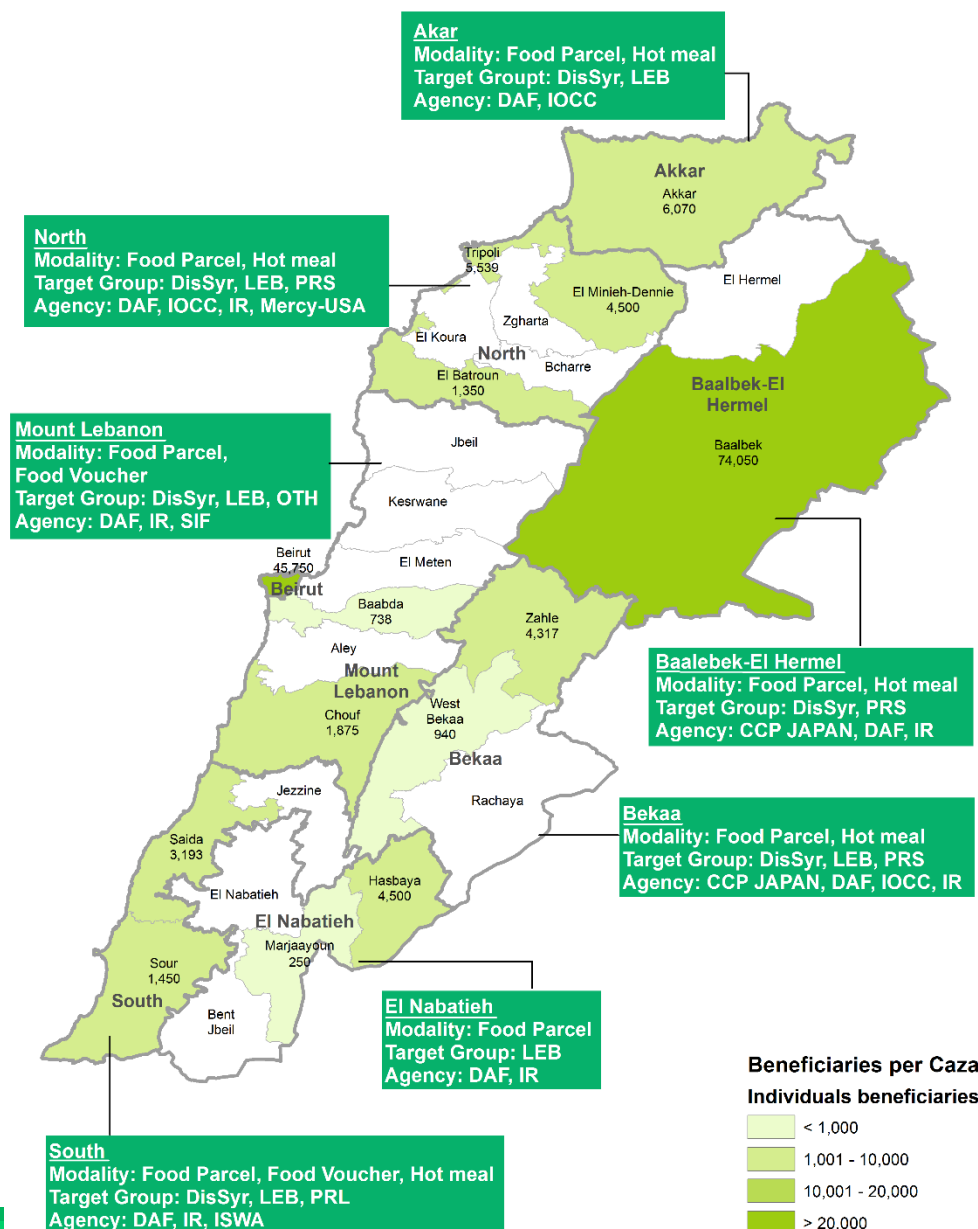 Akar
Modality: Food Parcel, Hot meal
Target Groupt: DisSyr, LEB
Agency: DAF, IOCC
Akkar
Akkar
6,070
North
Modality: Food Parcel, Hot meal
Target Group: DisSyr, LEB, PRS
Agency: DAF, IOCC, IR, Mercy-USA
Tripoli
5,539
El Minieh-Dennie
4,500
El Hermel
Zgharta
El Koura
North
Bcharre
El Batroun
1,350
Baalbek-El
Hermel
Baalbek
74,050
Mount Lebanon
Modality: Food Parcel,
Food Voucher
Target Group: DisSyr, LEB, OTH
Agency: DAF, IR, SIF
Jbeil
Kesrwane
El Meten
Beirut
45,750
Beirut
Baabda
738
Zahle
4,317
Aley
Mount
Lebanon
Chouf
1,875
West
Bekaa
940
Bekaa
Rachaya
Baalebek-El Hermel
Modality: Food Parcel, Hot meal
Target Group: DisSyr, PRS
Agency: CCP JAPAN, DAF, IR
Jezzine
Saida
3,193
El Nabatieh
Hasbaya
4,500
El Nabatieh
Marjaayoun
250
Bekaa
Modality: Food Parcel, Hot meal
Target Group: DisSyr, LEB, PRS
Agency: CCP JAPAN, DAF, IOCC, IR
Sour
1,450
South
Bent
Jbeil
El Nabatieh
Modality: Food Parcel
Target Group: LEB
Agency: DAF, IR
South
Modality: Food Parcel, Food Voucher, Hot meal
Target Group: DisSyr, LEB, PRL
Agency: DAF, IR, ISWA
Beneficiaries per Caza
Individuals beneficiaries
< 1,000
1,001 - 10,000
10,001 - 20,000
> 20.000